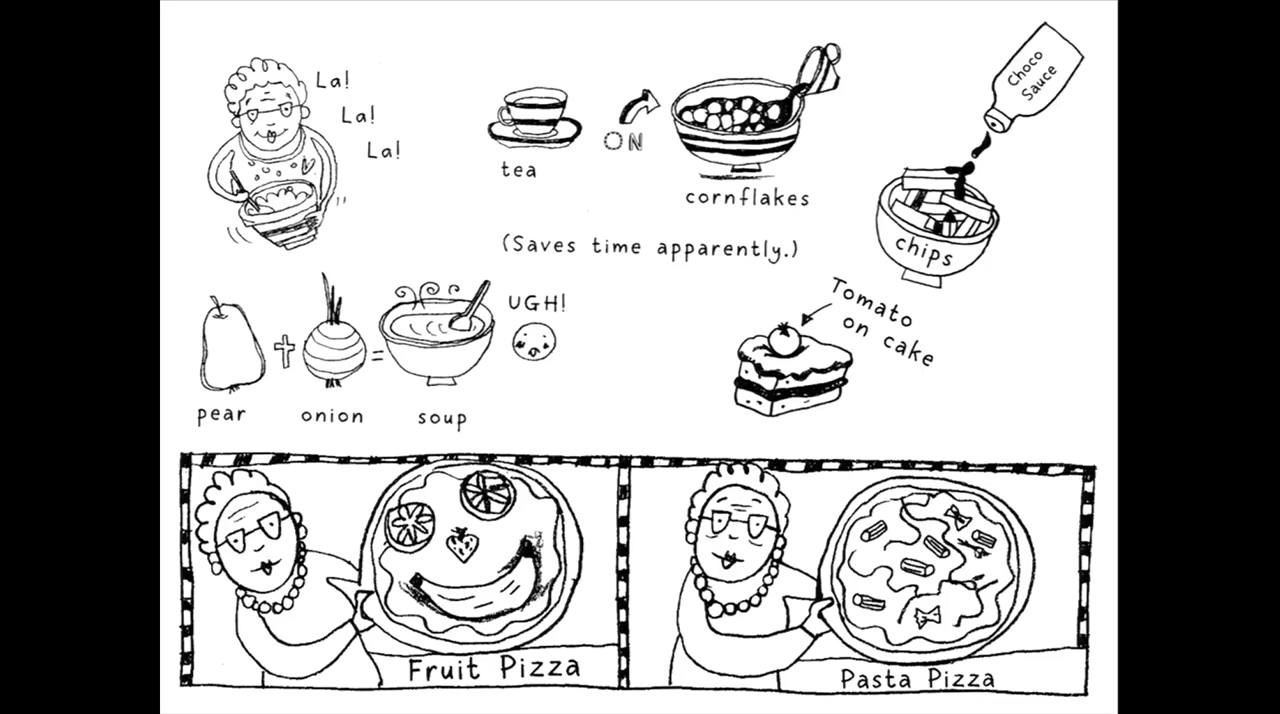 La!
La!
La!
tea
ON
cornflakes
(Saves time apparently.)
Choco
Sauce
chips
pear
onion
soup
UGH!
Tomato
on cake
Fruit Pizza
Pasta Pizza